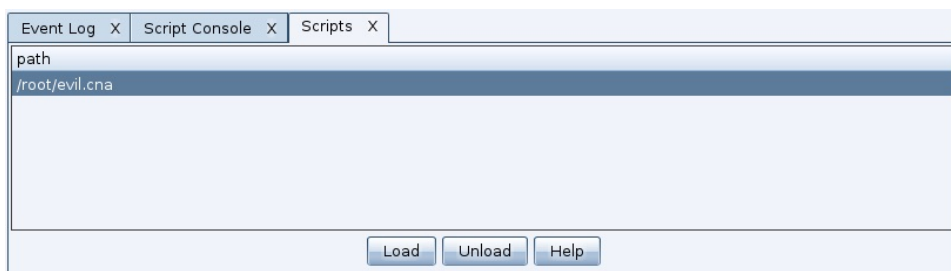 Event Log X Script Console X Scripts X
path
/root/evil.cna
Load Unload Help